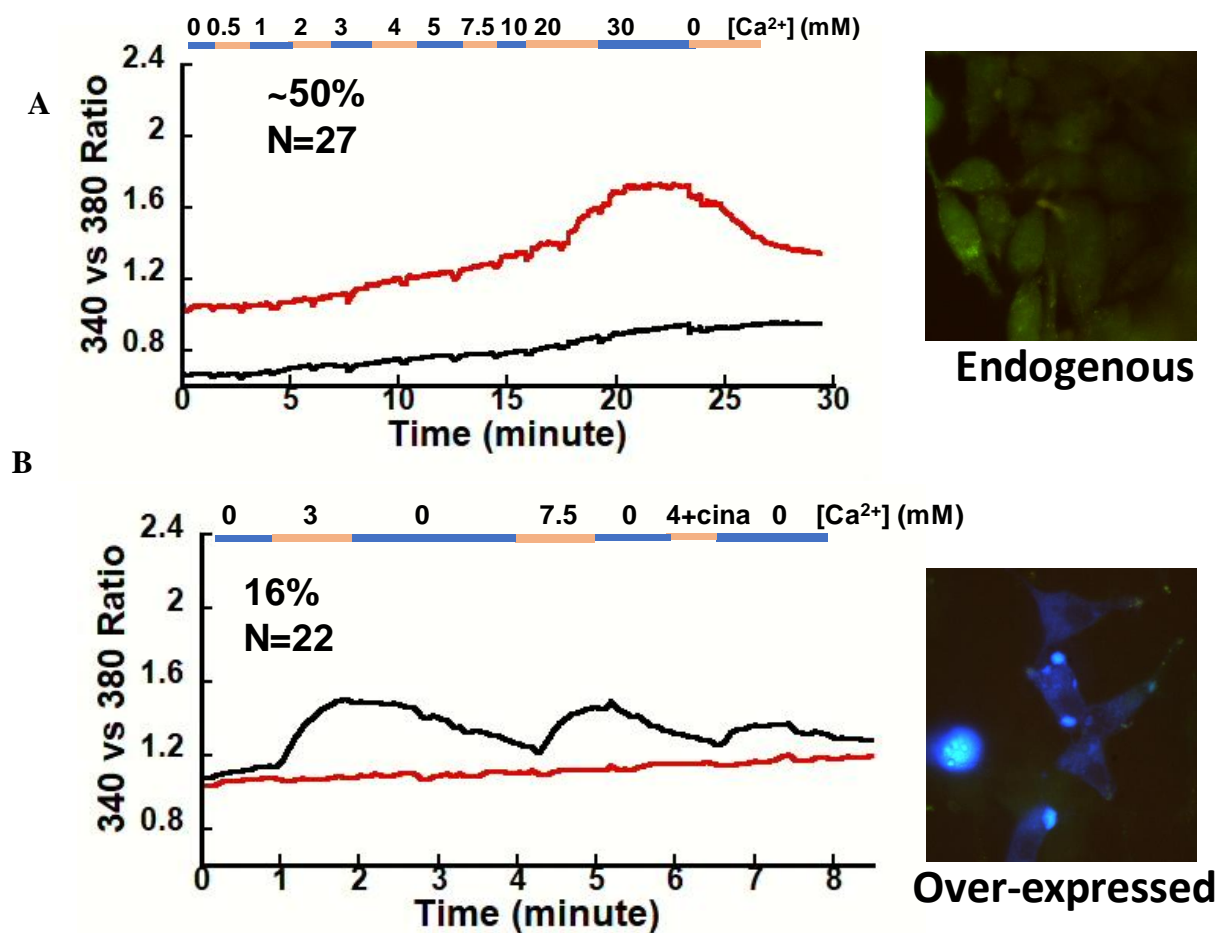 A
0 0.5 1 2 3 4 5 7.5 10 20 30 0 [Ca²⁺] (mM)
2.4
2
1.6
1.2
0.8
340 vs 380 Ratio
~50%
N=27
0 5 10 15 20 25 30
Time (minute)
Endogenous
B
0 3 0 7.5 0 4+cina 0 [Ca²⁺] (mM)
2.4
2
1.6
1.2
0.8
340 vs 380 Ratio
16%
N=22
0 1 2 3 4 5 6 7 8
Time (minute)
Over-expressed